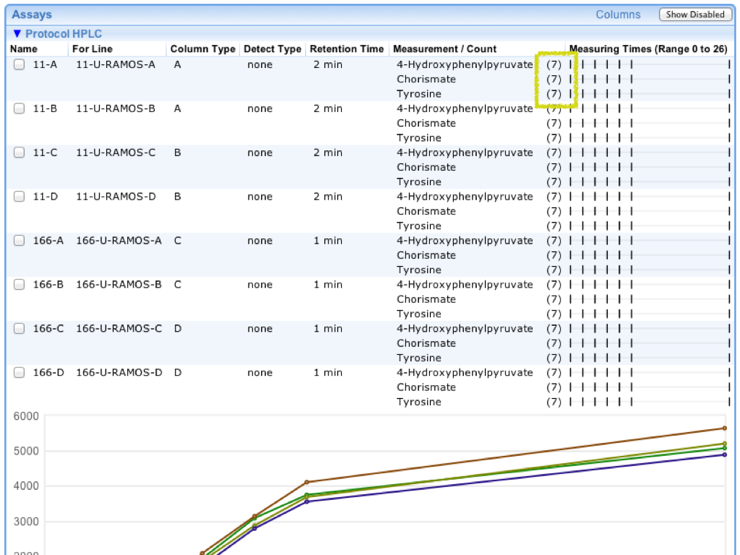 Assays Columns Show Disabled
Protocol HPLC
Name For Line Column Type Detect Type Retention Time Measurement / Count Measuring Times (Range 0 to 26)
11-A 11-U-RAMOS-A A none 2 min 4-Hydroxyphenylpyruvate (7)
Chorismate (7)
Tyrosine (7)
11-B 11-U-RAMOS-B A none 2 min 4-Hydroxyphenylpyruvate (7)
Chorismate (7)
Tyrosine (7)
11-C 11-U-RAMOS-C B none 2 min 4-Hydroxyphenylpyruvate (7)
Chorismate (7)
Tyrosine (7)
11-D 11-U-RAMOS-D B none 2 min 4-Hydroxyphenylpyruvate (7)
Chorismate (7)
Tyrosine (7)
166-A 166-U-RAMOS-A C none 1 min 4-Hydroxyphenylpyruvate (7)
Chorismate (7)
Tyrosine (7)
166-B 166-U-RAMOS-B C none 1 min 4-Hydroxyphenylpyruvate (7)
Chorismate (7)
Tyrosine (7)
166-C 166-U-RAMOS-C D none 1 min 4-Hydroxyphenylpyruvate (7)
Chorismate (7)
Tyrosine (7)
166-D 166-U-RAMOS-D D none 1 min 4-Hydroxyphenylpyruvate (7)
Chorismate (7)
Tyrosine (7)
6000
5000
4000
3000